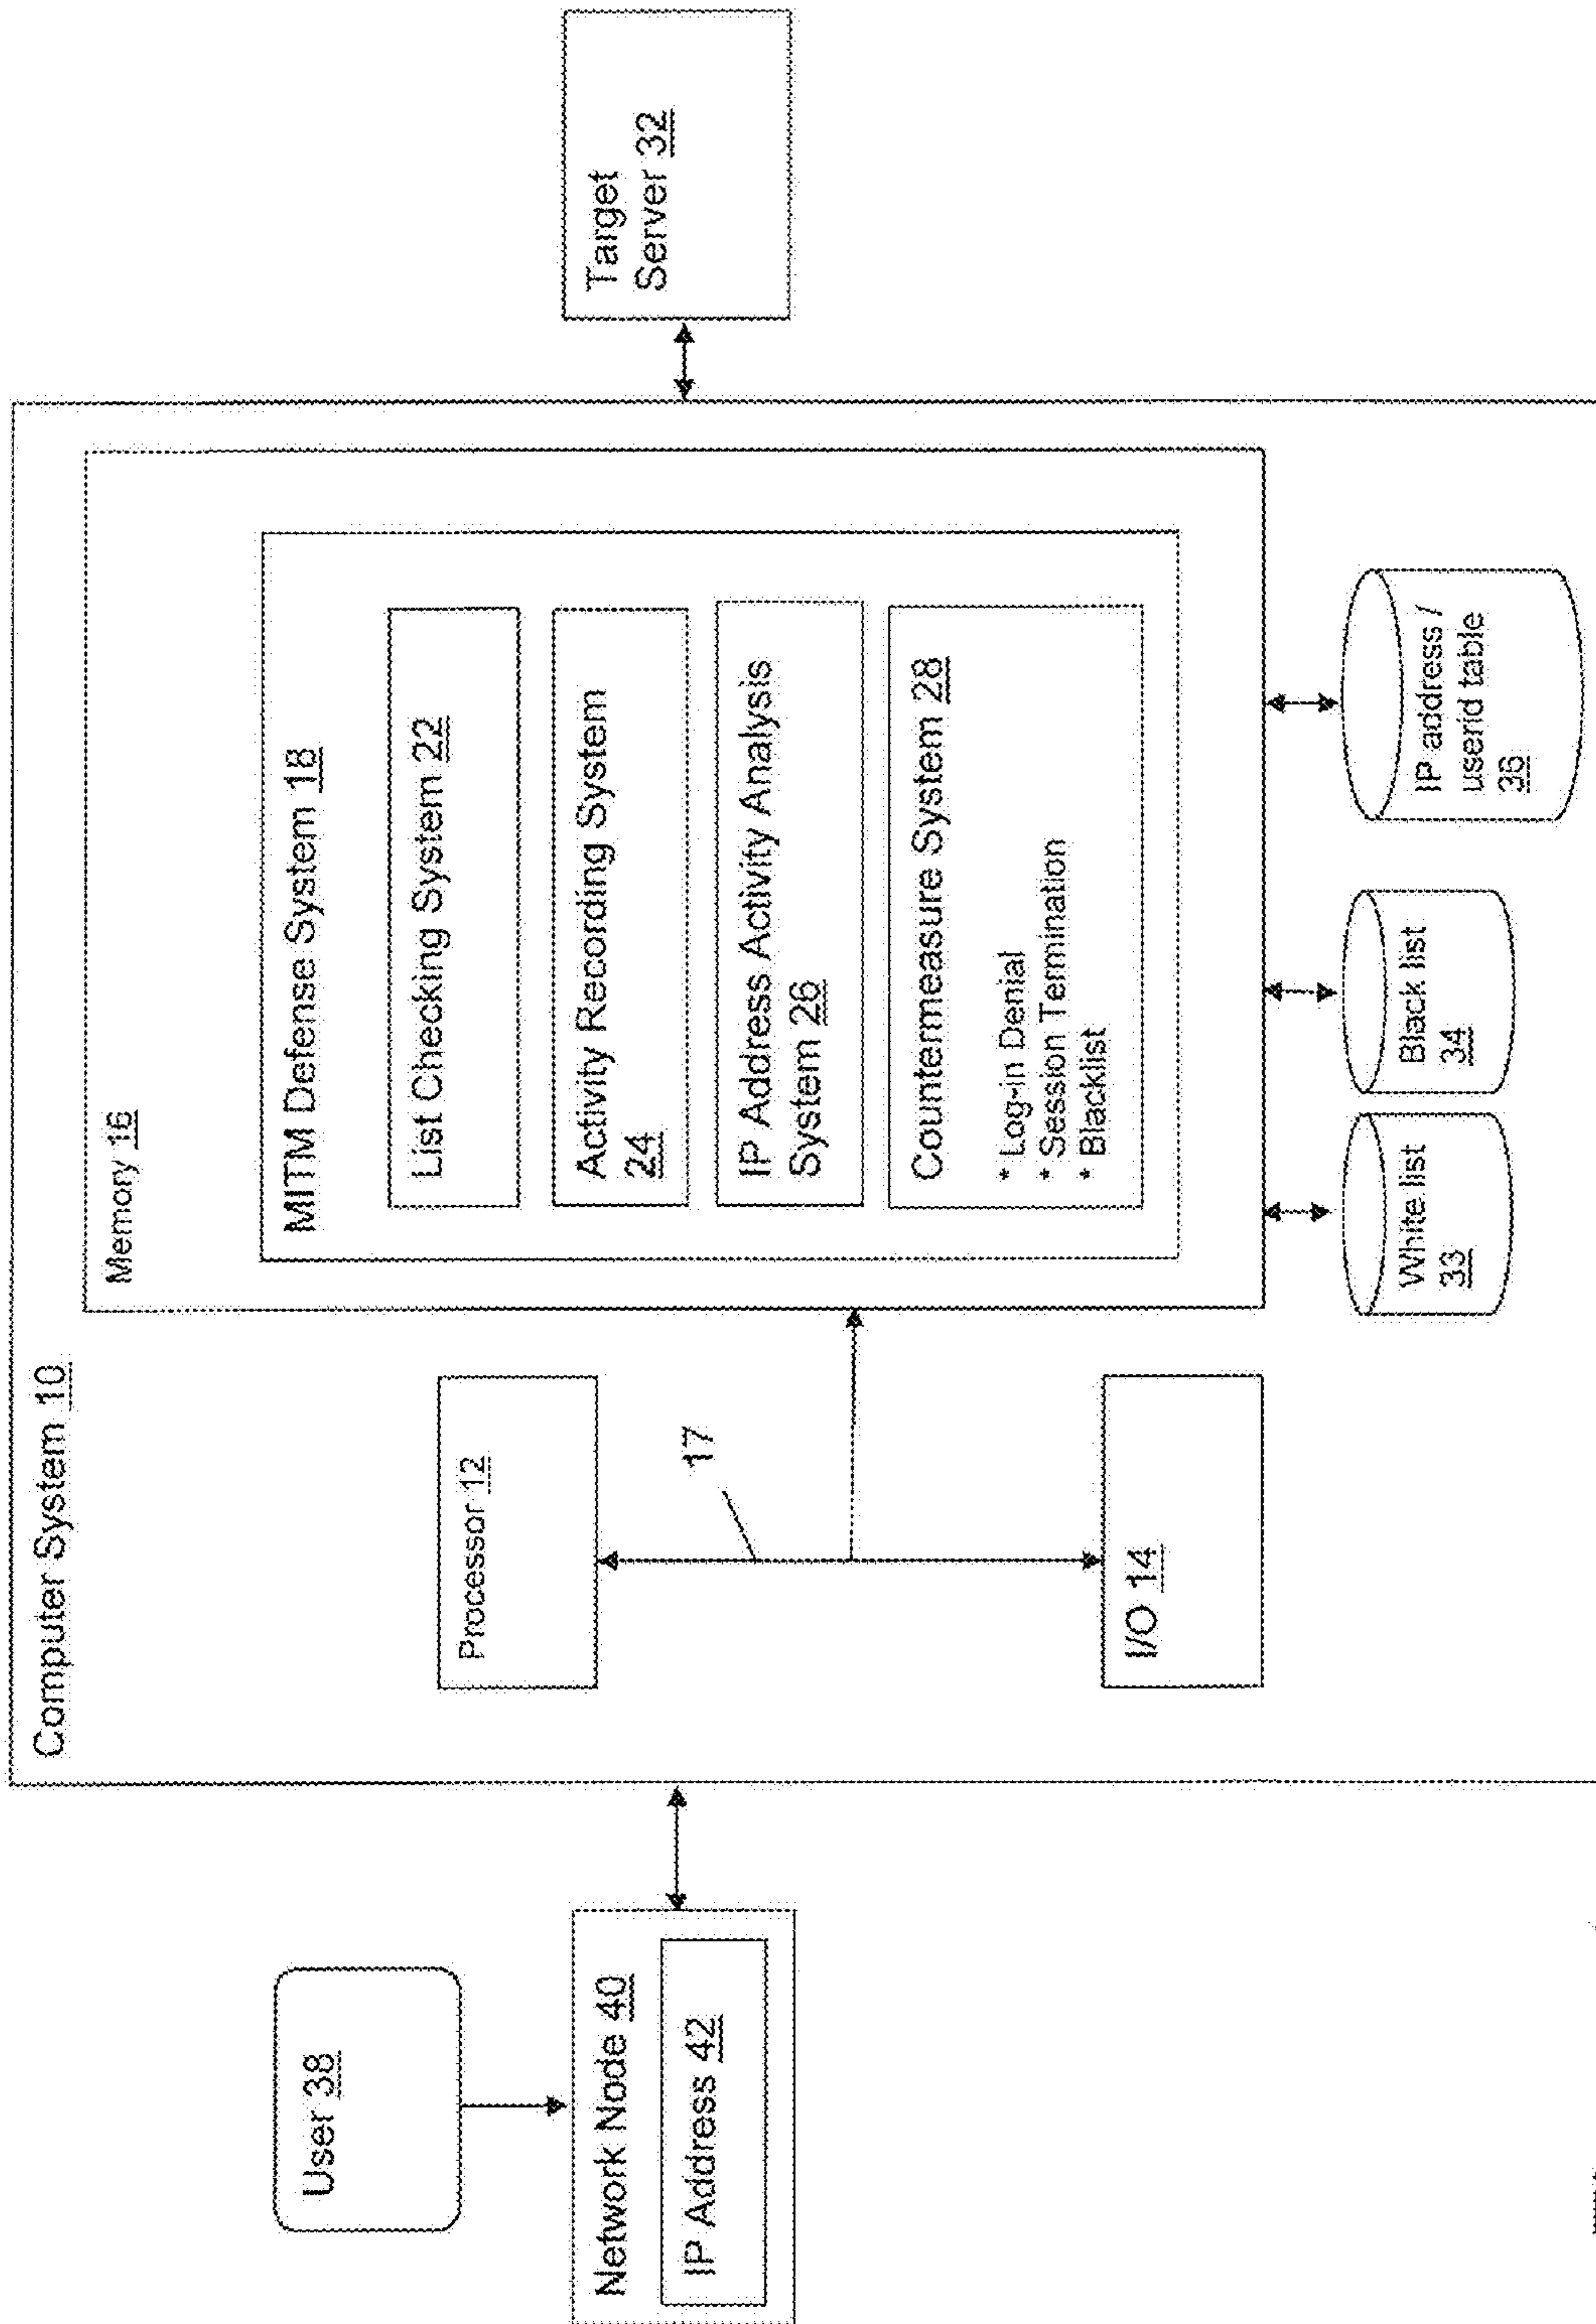 Computer System 10
Memory 16
MITM Defense System 18
List Checking System 22
Activity Recording System
24
IP Address Activity Analysis
System 26
Countermeasure System 28
* Log-in Denial
* Session Termination
* Blacklist
Processor 12
17
I/O 14
User 38
Network Node 40
IP Address 42
Target
Server 32
White list
33
Black list
34
IP address /
userid table
36